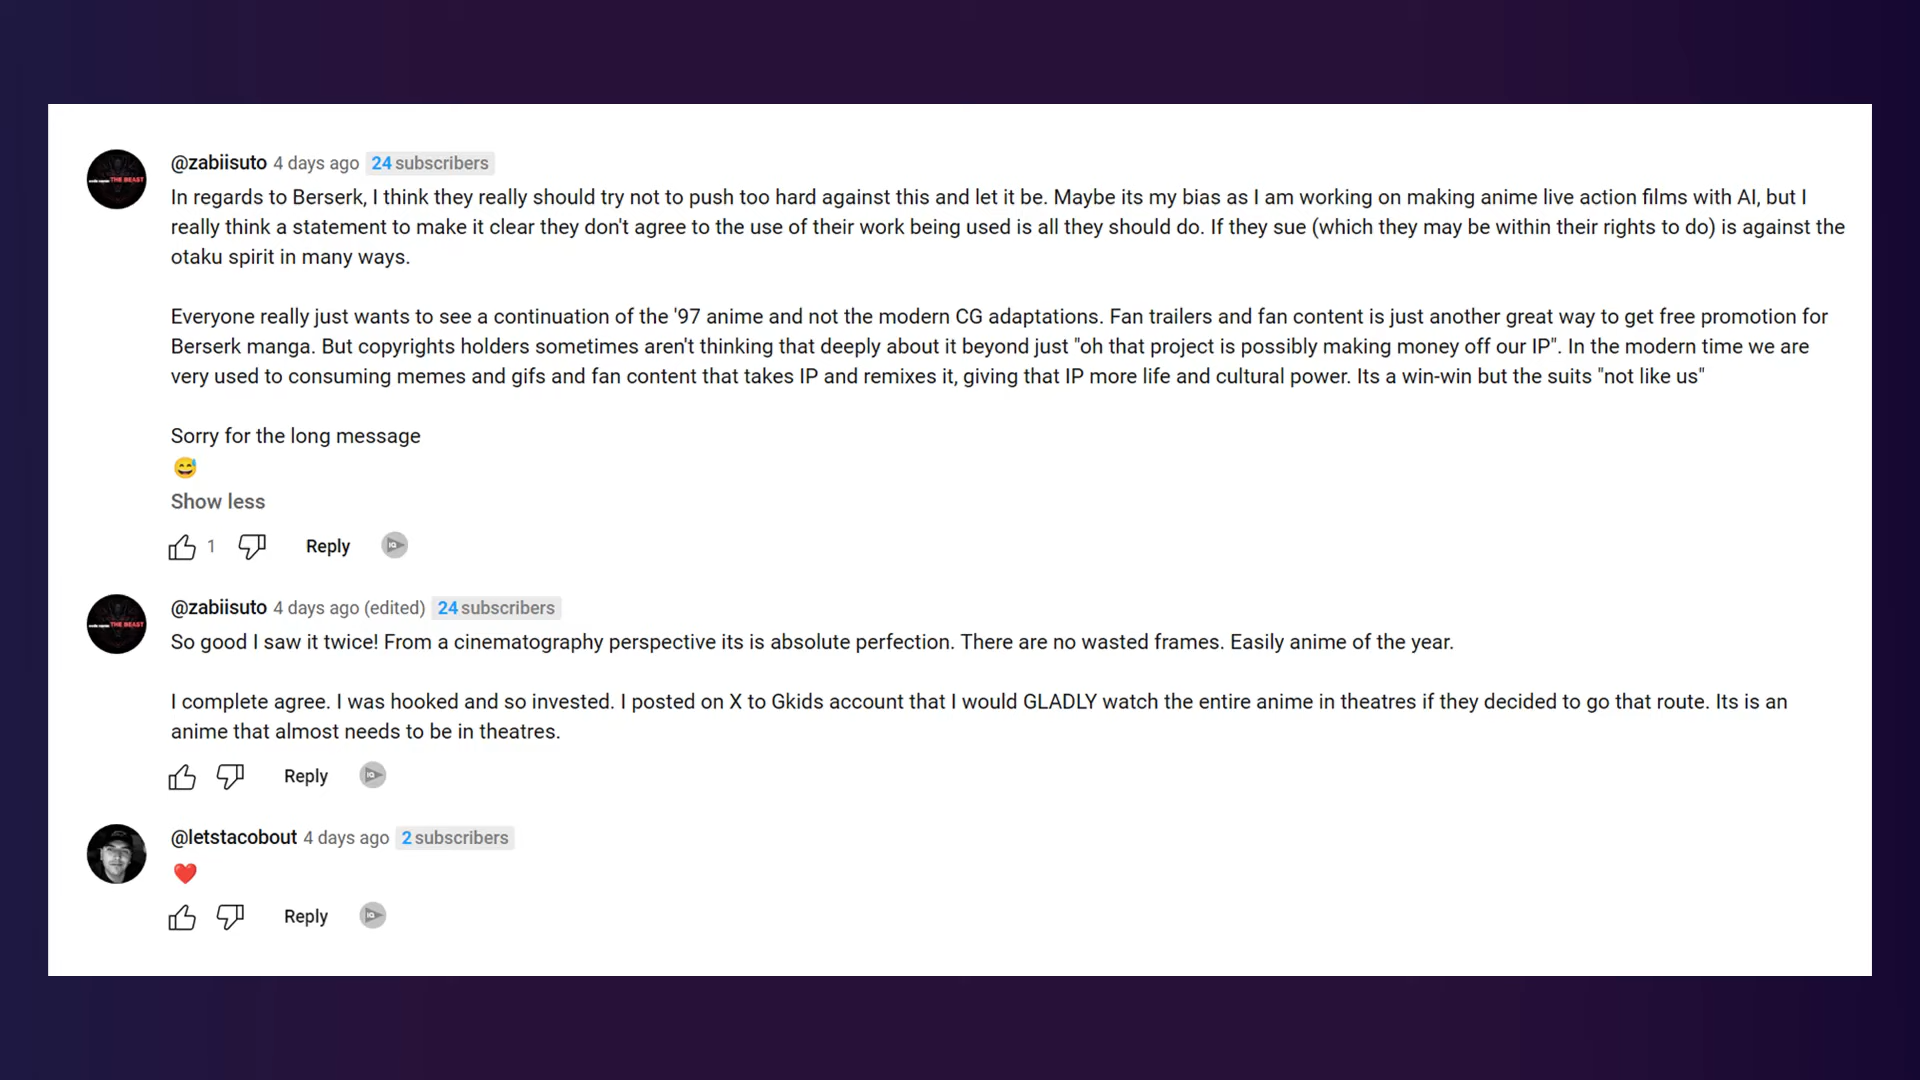 @zabiisuto 4 days ago 24 subscribers
In regards to Berserk, I think they really should try not to push too hard against this and let it be. Maybe its my bias as I am working on making anime live action films with AI, but I
really think a statement to make it clear they don't agree to the use of their work being used is all they should do. If they sue (which they may be within their rights to do) is against the
otaku spirit in many ways.
Everyone really just wants to see a continuation of the '97 anime and not the modern CG adaptations. Fan trailers and fan content is just another great way to get free promotion for
Berserk manga. But copyrights holders sometimes aren't thinking that deeply about it beyond just "oh that project is possibly making money off our IP". In the modern time we are
very used to consuming memes and gifs and fan content that takes IP and remixes it, giving that IP more life and cultural power. Its a win-win but the suits "not like us"
Sorry for the long message
😅
Show less
1 Reply
@zabiisuto 4 days ago (edited) 24 subscribers
So good I saw it twice! From a cinematography perspective its is absolute perfection. There are no wasted frames. Easily anime of the year.
I complete agree. I was hooked and so invested. I posted on X to Gkids account that I would GLADLY watch the entire anime in theatres if they decided to go that route. Its is an
anime that almost needs to be in theatres.
Reply
@letstacobout 4 days ago 2 subscribers
❤️
Reply